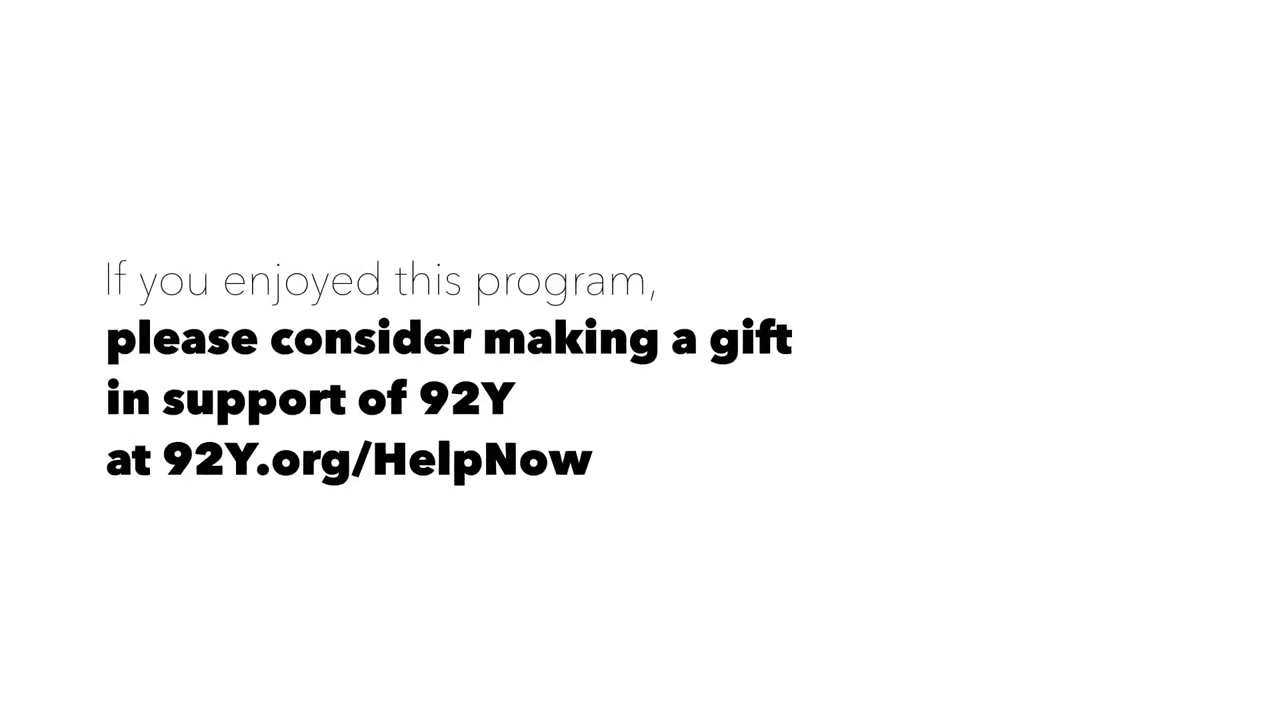 If you enjoyed this program,
please consider making a gift
in support of 92Y
at 92Y.org/HelpNow